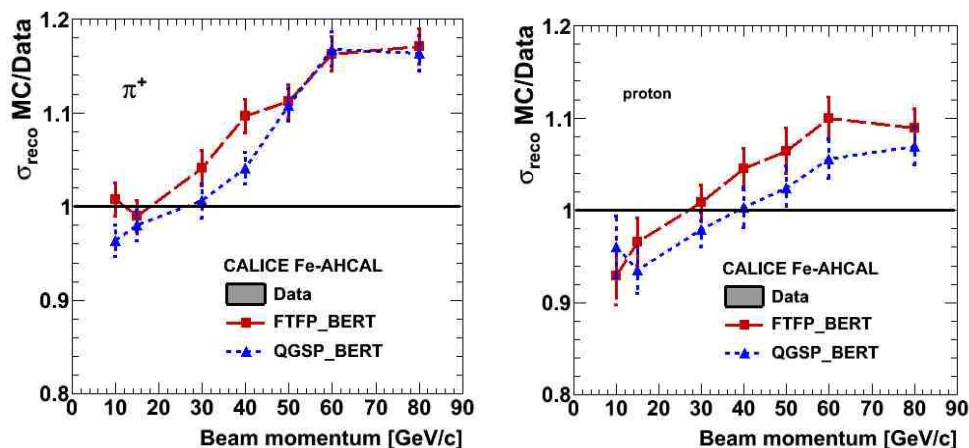 σreco MC/Data
1.2
1.1
1
0.9
0.8
π+
CALICE Fe-AHCAL
Data
FTFP_BERT
QGSP_BERT
0 10 20 30 40 50 60 70 80 90
Beam momentum [GeV/c]
σreco MC/Data
1.2
1.1
1
0.9
0.8
proton
CALICE Fe-AHCAL
Data
FTFP_BERT
QGSP_BERT
0 10 20 30 40 50 60 70 80 90
Beam momentum [GeV/c]